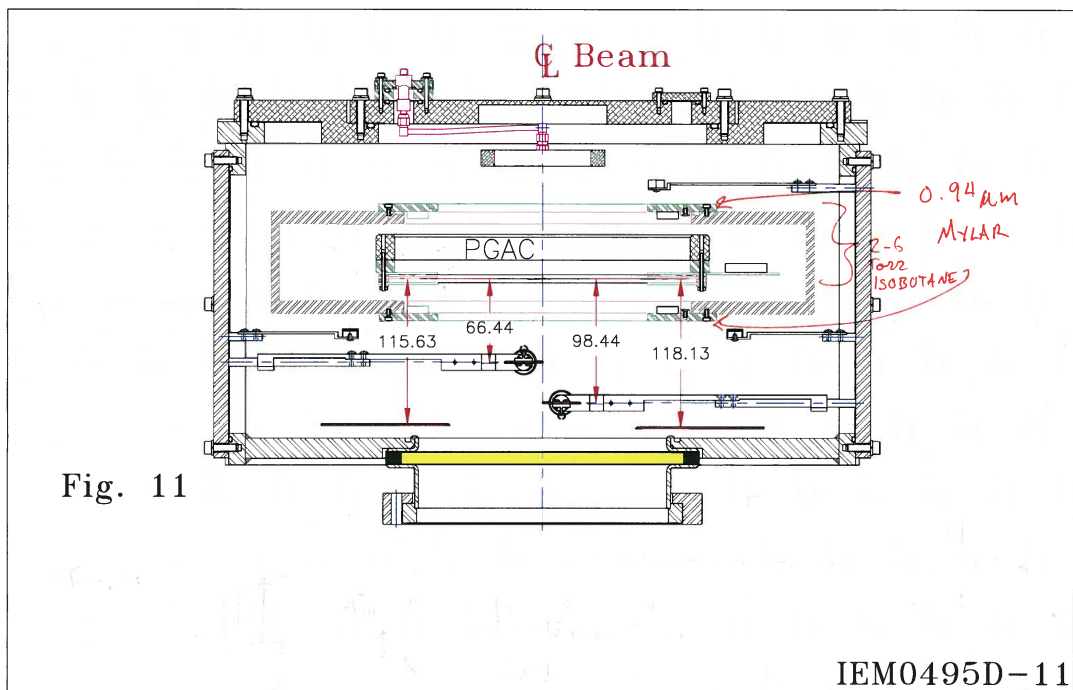 ℄ Beam
0.94 µm
MYLAR
PGAC
2-6
Torr
ISOBUTANE
115.63
66.44
98.44
118.13
Fig. 11
IEM0495D-11